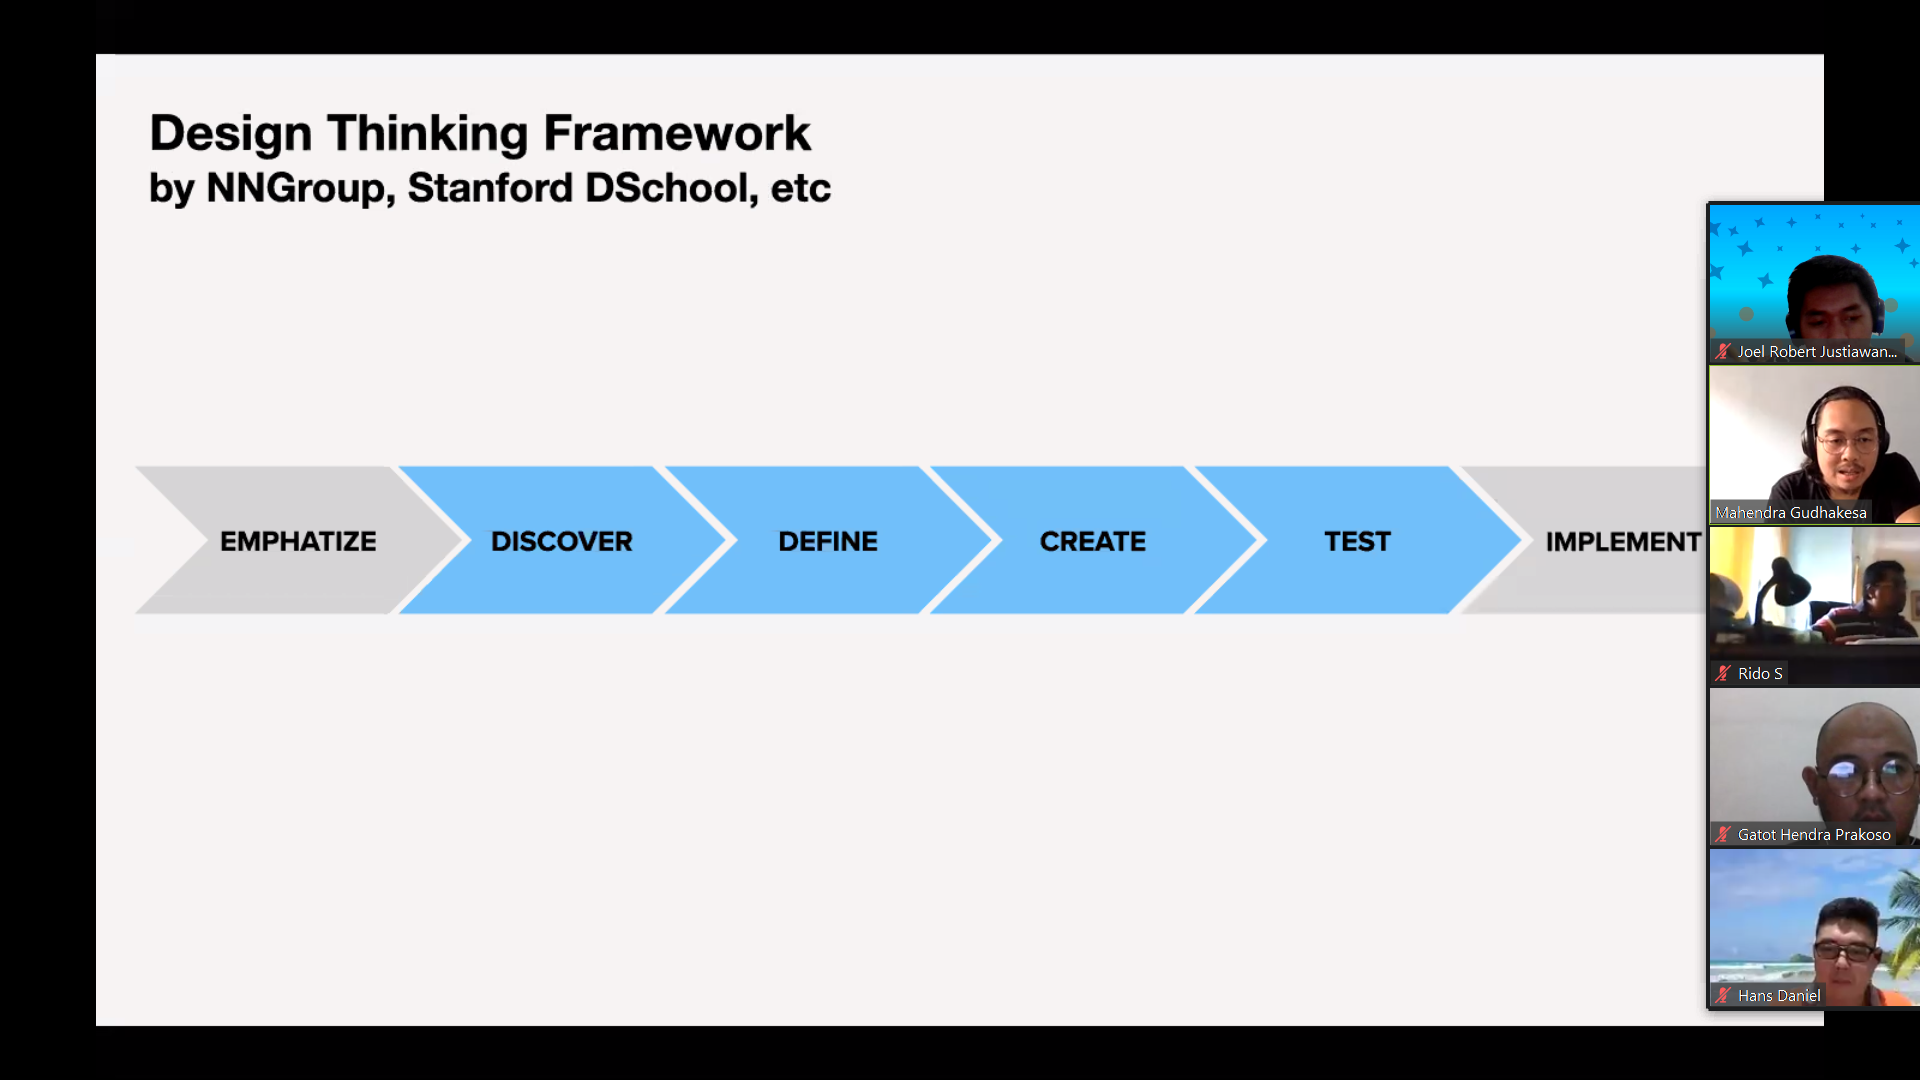 Design Thinking Framework
by NNGroup, Stanford DSchool, etc
EMPHATIZE
DISCOVER
DEFINE
CREATE
TEST
IMPLEMENT
Joel Robert Justiawan...
Mahendra Gudhakesa
Rido S
Gatot Hendra Prakoso
Hans Daniel